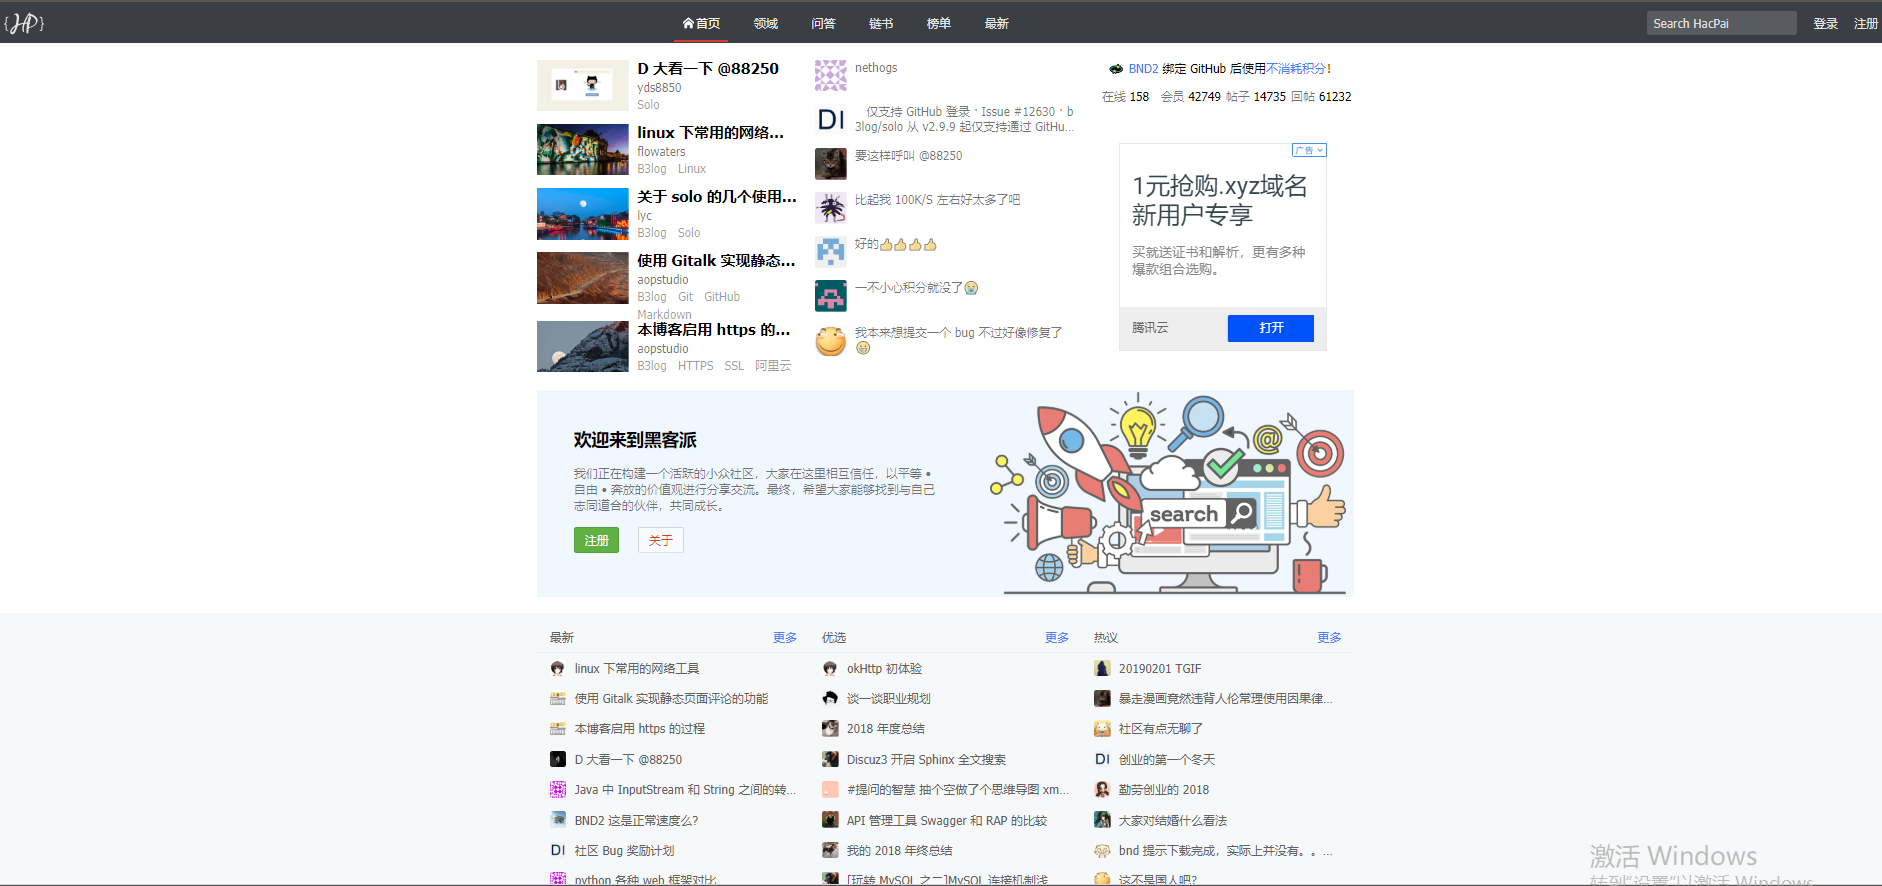 HP
首页 领域 问答 链书 榜单 最新
Search HacPai 登录 注册
D 大看一下 @88250
yds8850
Solo
linux 下常用的网络...
flowaters
B3log Linux
关于 solo 的几个使用...
lyc
B3log Solo
使用 Gitalk 实现静态...
aopstudio
B3log Git GitHub
Markdown
本博客启用 https 的...
aopstudio
B3log HTTPS SSL 阿里云
nethogs
DI
仅支持 GitHub 登录 · Issue #12630 · b
3log/solo 从 v2.9.9 起仅支持通过 GitHu...
要这样呼叫 @88250
比起我 100K/S 左右好太多了吧
好的👍👍👍👍
一不小心积分就没了😭
我本来想提交一个 bug 不过好像修复了
😁
BND2 绑定 GitHub 后使用不消耗积分!
在线 158 会员 42749 帖子 14735 回帖 61232
广告
1元抢购.xyz域名
新用户专享
买就送证书和解析，更有多种
爆款组合选购。
腾讯云 打开
欢迎来到黑客派
我们正在构建一个活跃的小众社区，大家在这里相互信任，以平等 •
自由 • 奔放的价值观进行分享交流。最终，希望大家能够找到与自己
志同道合的伙伴，共同成长。
注册 关于
@
search
最新 更多
linux 下常用的网络工具
使用 Gitalk 实现静态页面评论的功能
本博客启用 https 的过程
D 大看一下 @88250
Java 中 InputStream 和 String 之间的转...
BND2 这是正常速度么?
DI 社区 Bug 奖励计划
python 各种 web 框架对比
优选 更多
okHttp 初体验
谈一谈职业规划
2018 年度总结
Discuz3 开启 Sphinx 全文搜索
#提问的智慧 抽个空做了个思维导图 xm...
API 管理工具 Swagger 和 RAP 的比较
我的 2018 年终总结
[玩转 MySQL 之二]MySQL 连接机制浅
热议 更多
20190201 TGIF
暴走漫画竟然违背人伦常理使用因果律...
社区有点无聊了
DI 创业的第一个冬天
勤劳创业的 2018
大家对结婚什么看法
bnd 提示下载完成，实际上并没有。。...
这不是国人吧?
激活 Windows
转到“设置”以激活 Windows